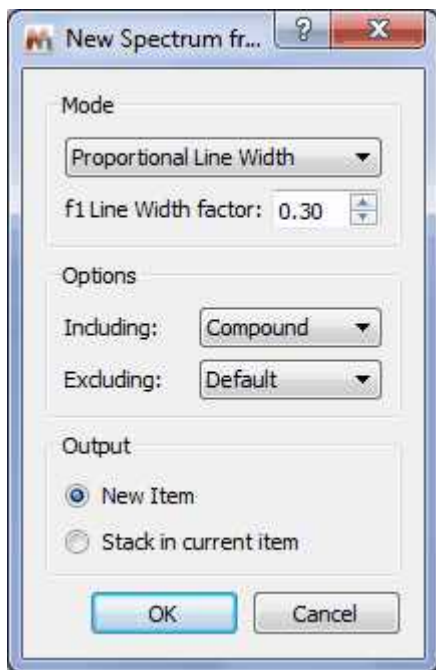 New Spectrum fr...
?
X
Mode
Proportional Line Width
f1 Line Width factor: 0.30
Options
Including: Compound
Excluding: Default
Output
New Item
Stack in current item
OK Cancel